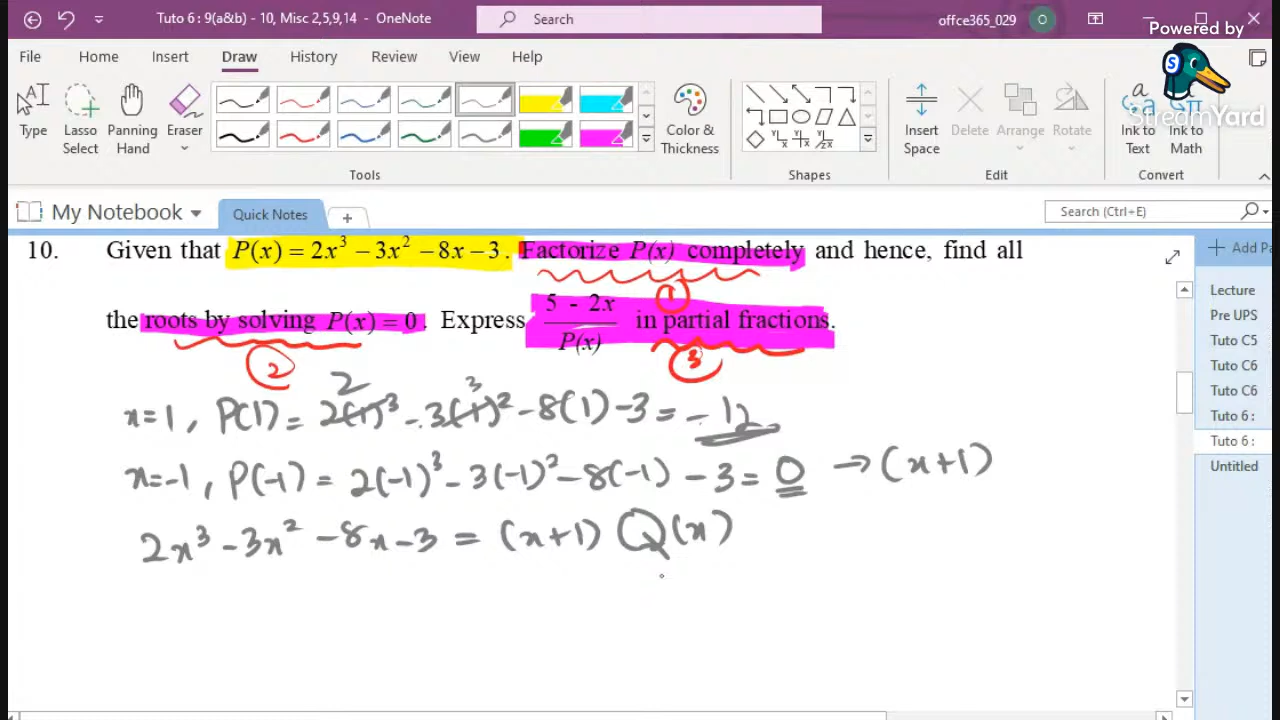 Tuto 6 : 9(a&b) - 10, Misc 2,5,9,14 - OneNote
Search
offce365_029
O
Powered by
StreamYard
File Home Insert Draw History Review View Help
Type
Lasso Select
Panning Hand
Eraser
Color & Thickness
Insert Space
Delete
Arrange
Rotate
Ink to Text
Ink to Math
Tools Shapes Edit Convert
My Notebook
Quick Notes
Search (Ctrl+E)
Add Pa
Lecture
Pre UPS
Tuto C5
Tuto C6
Tuto C6
Tuto 6 :
Tuto 6 :
Untitled
10. Given that P(x) = 2x³ − 3x² − 8x − 3 . Factorize P(x) completely and hence, find all
①
the roots by solving P(x) = 0 . Express (5 - 2x)/P(x) in partial fractions.
② ③
2 3
x=1, P(1) = 2(1)³ - 3(1)² - 8(1) - 3 = -12
x=-1, P(-1) = 2(-1)³ - 3(-1)² - 8(-1) - 3 = 0 → (x+1)
2x³ - 3x² - 8x - 3 = (x+1) Q(x)